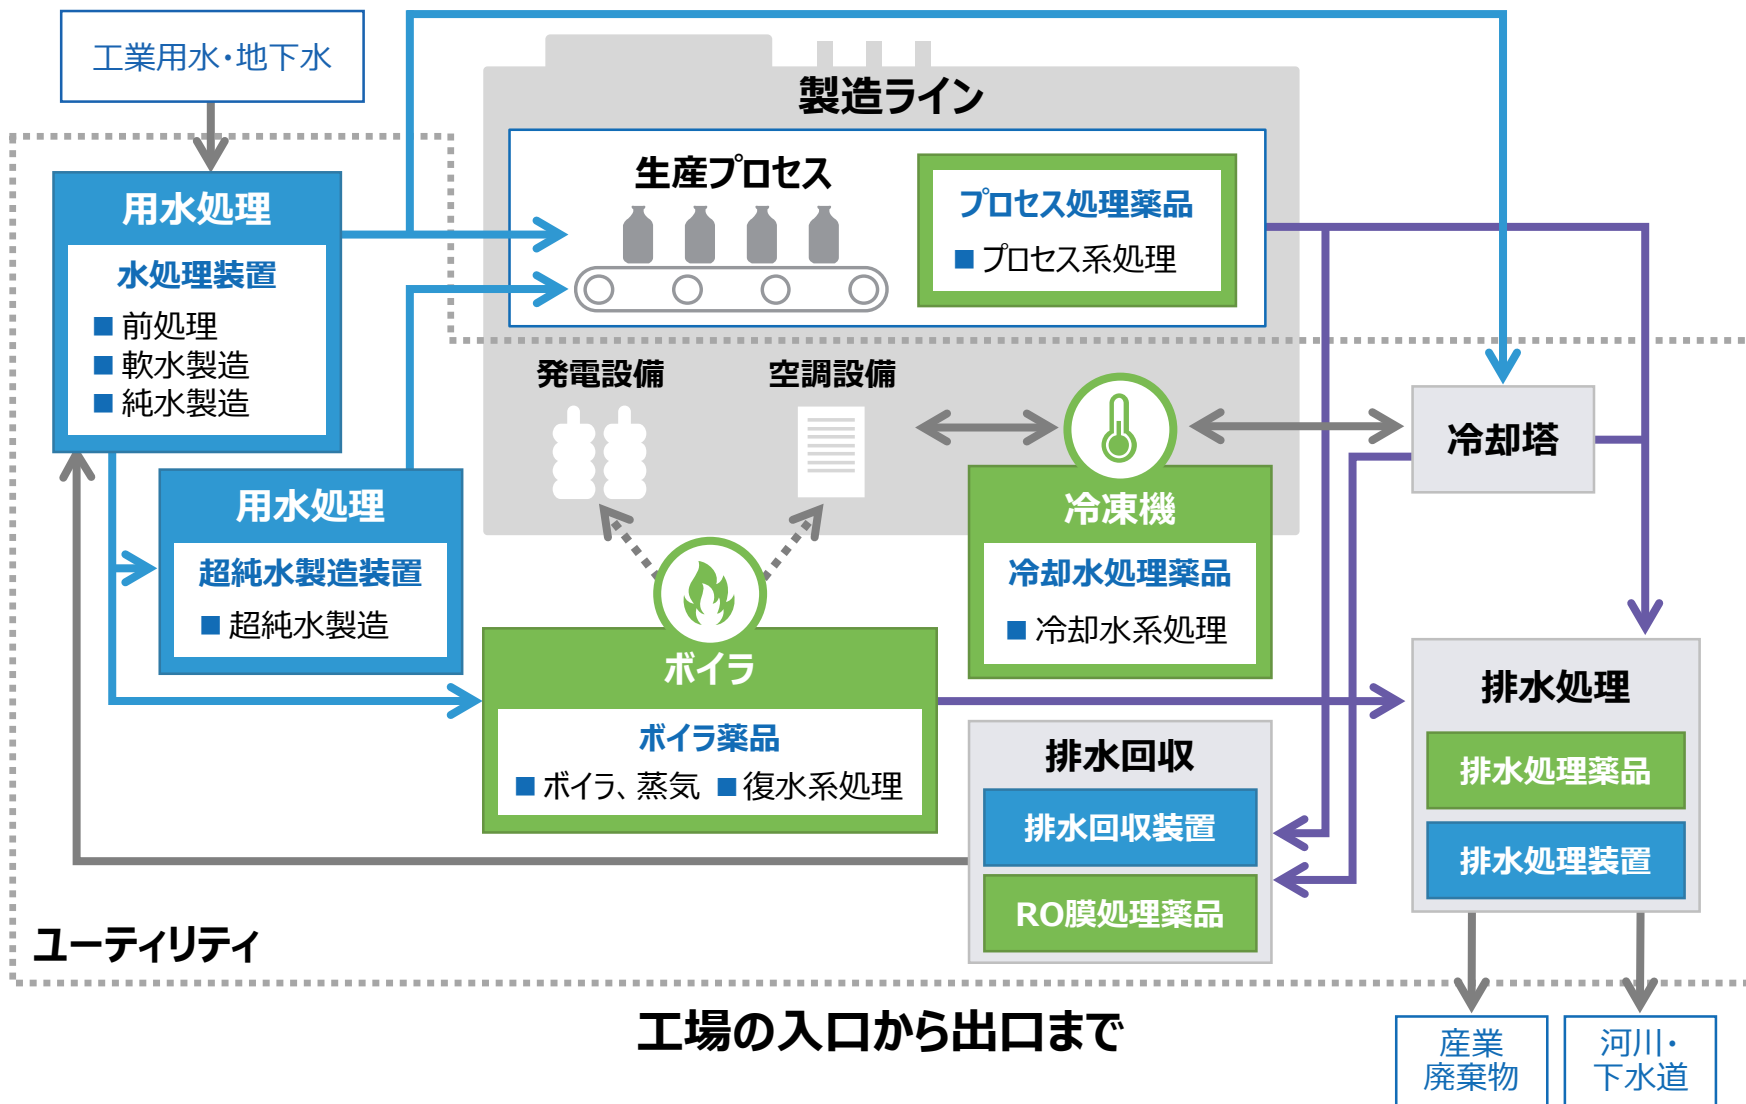 工業用水・地下水
製造ライン
生産プロセス
プロセス処理薬品
■ プロセス系処理
用水処理
水処理装置
■ 前処理
■ 軟水製造
■ 純水製造
発電設備
空調設備
冷却塔
用水処理
超純水製造装置
■ 超純水製造
冷凍機
冷却水処理薬品
■ 冷却水系処理
ボイラ
ボイラ薬品
■ ボイラ、蒸気 ■ 復水系処理
排水回収
排水回収装置
RO膜処理薬品
排水処理
排水処理薬品
排水処理装置
ユーティリティ
工場の入口から出口まで
産業
廃棄物
河川・
下水道